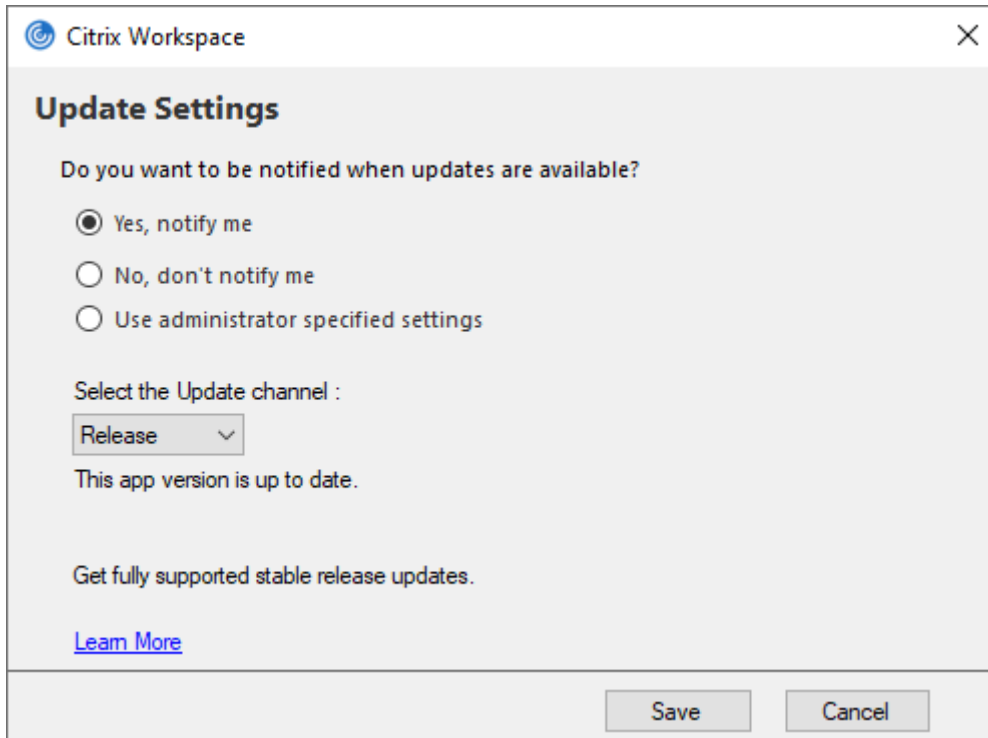 Citrix Workspace
Update Settings
Do you want to be notified when updates are available?
Yes, notify me
No, don't notify me
Use administrator specified settings
Select the Update channel :
Release
This app version is up to date.
Get fully supported stable release updates.
Learn More
Save
Cancel